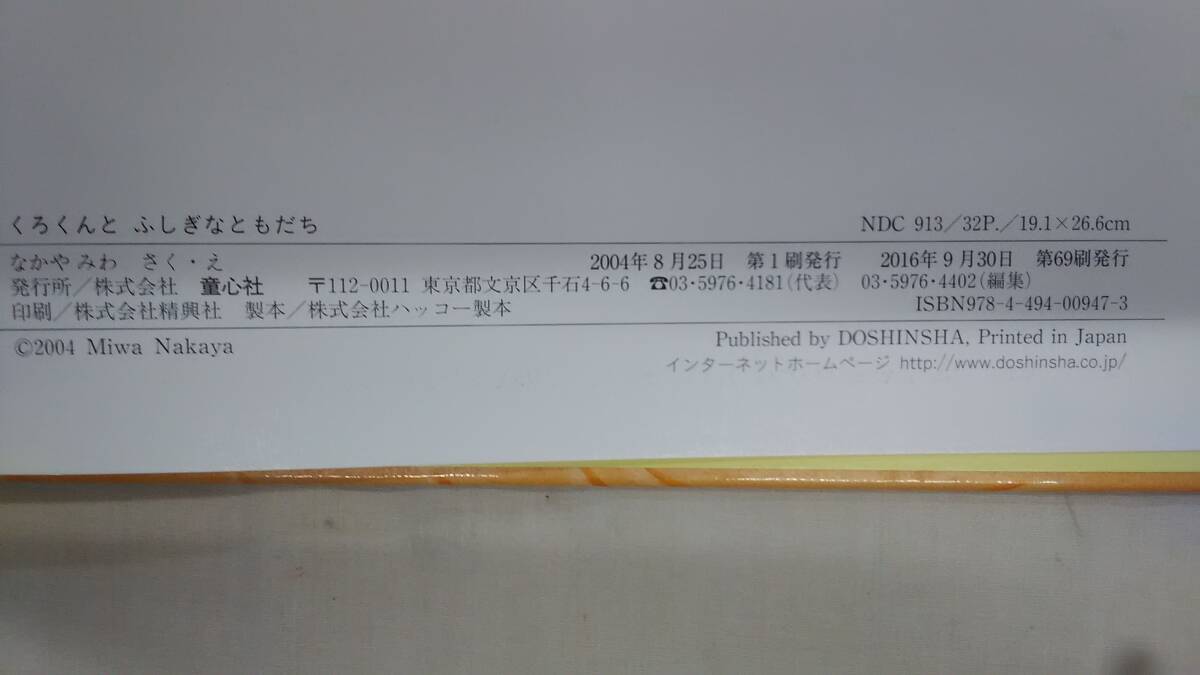 くろくんと ふしぎなともだち NDC 913／32P.／19.1×26.6cm
なかや みわ さく・え 2004年8月25日 第1刷発行 2016年9月30日 第69刷発行
発行所／株式会社 童心社 〒112-0011 東京都文京区千石4-6-6 ☎03・5976・4181(代表) 03・5976・4402(編集)
印刷／株式会社精興社 製本／株式会社ハッコー製本 ISBN978-4-494-00947-3
©2004 Miwa Nakaya Published by DOSHINSHA, Printed in Japan
インターネットホームページ http://www.doshinsha.co.jp/